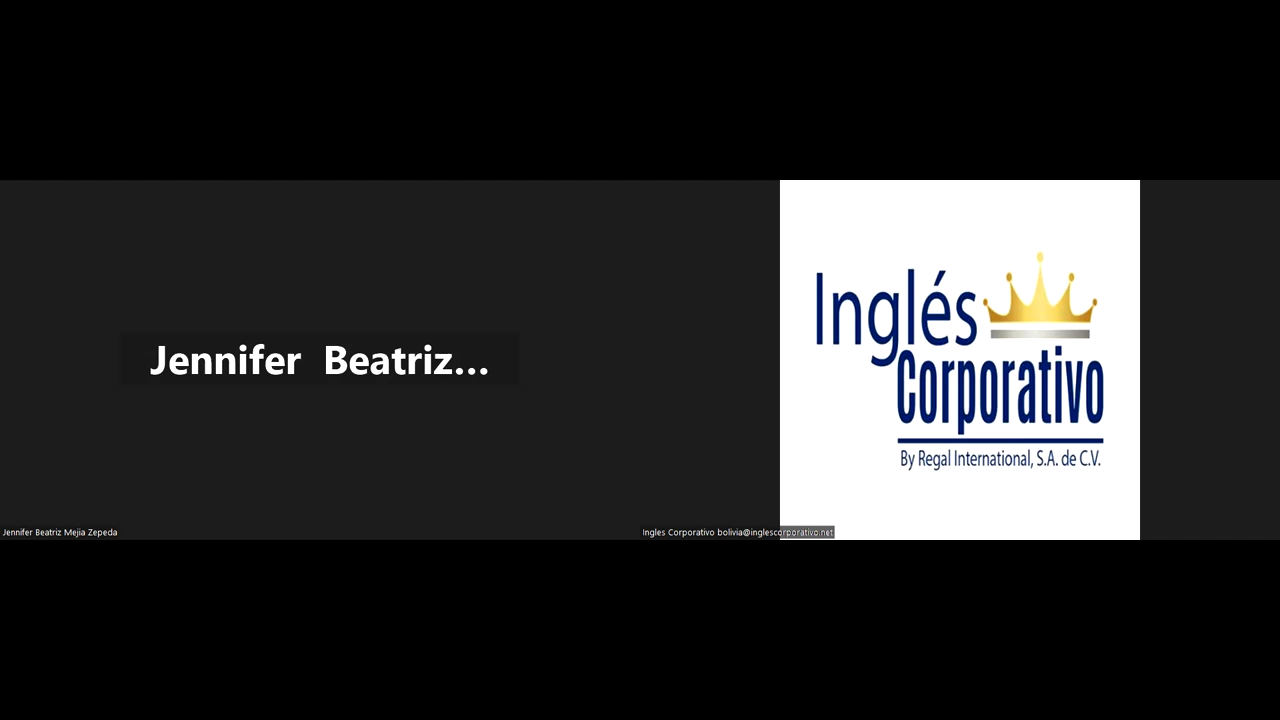 Jennifer Beatriz...
Jennifer Beatriz Mejia Zepeda
Inglés
Corporativo
By Regal International, S.A. de C.V.
Ingles Corporativo bolivia@inglescorporativo.net